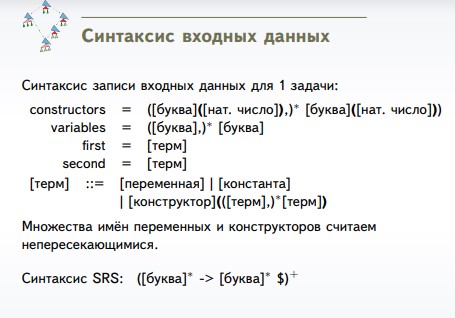 Синтаксис входных данных
Синтаксис записи входных данных для 1 задачи:
constructors = ([буква]([нат. число]),)* [буква]([нат. число]))
variables = ([буква],)* [буква]
first = [терм]
second = [терм]
[терм] ::= [переменная] | [константа]
| [конструктор](([терм],)*[терм])
Множества имён переменных и конструкторов считаем
непересекающимися.
Синтаксис SRS: ([буква]* -> [буква]* $)⁺